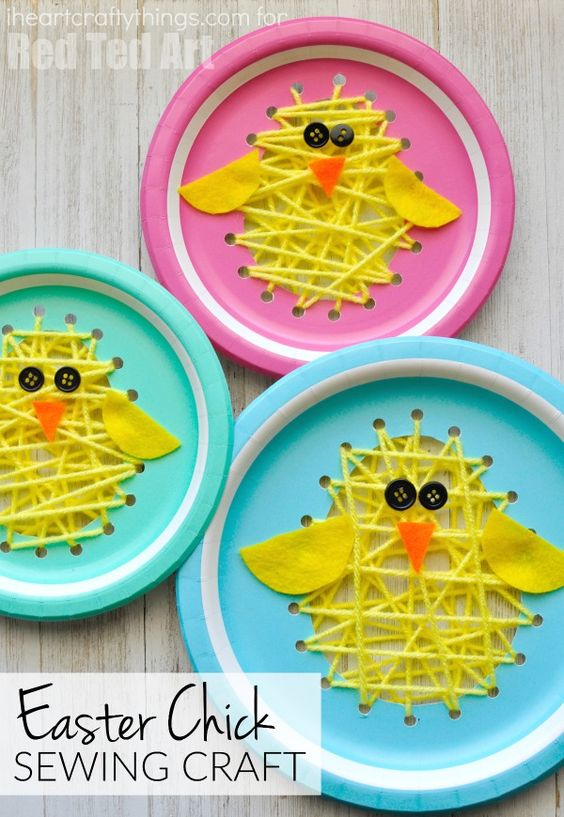 iheartcraftythings.com for
Red Ted Art
Easter Chick
SEWING CRAFT